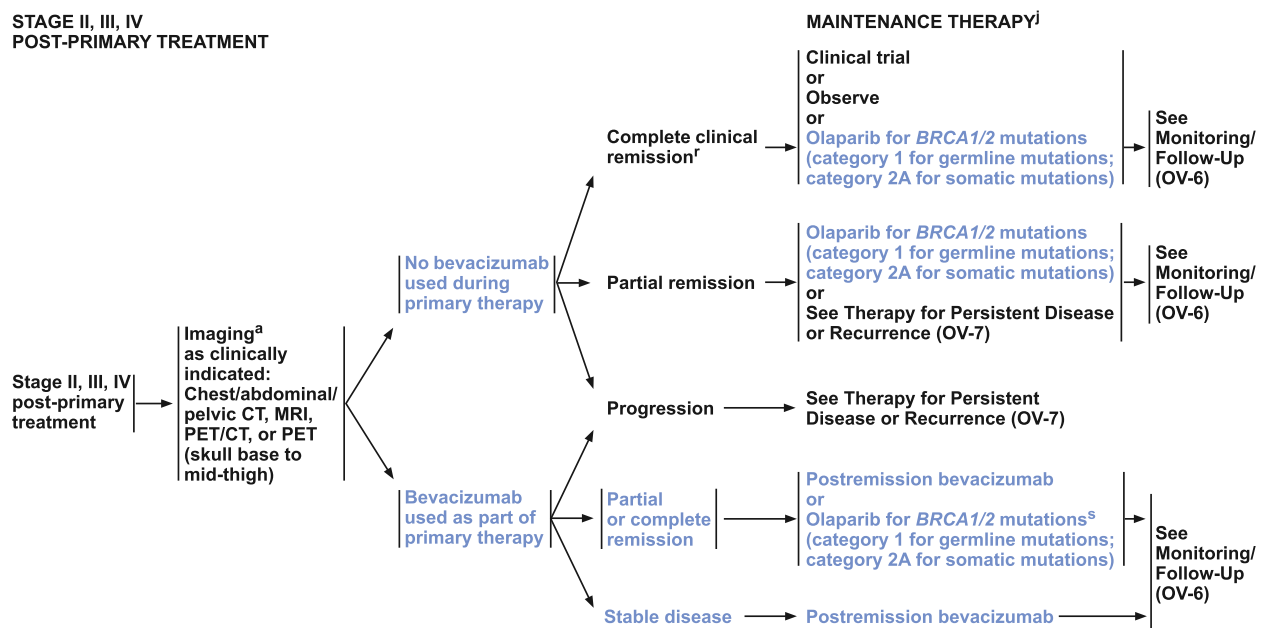 STAGE II, III, IV
POST-PRIMARY TREATMENT
MAINTENANCE THERAPYj
Stage II, III, IV
post-primary
treatment
Imaginga
as clinically
indicated:
Chest/abdominal/
pelvic CT, MRI,
PET/CT, or PET
(skull base to
mid-thigh)
No bevacizumab
used during
primary therapy
Complete clinical
remissionr
Clinical trial
or
Observe
or
Olaparib for BRCA1/2 mutations
(category 1 for germline mutations;
category 2A for somatic mutations)
See
Monitoring/
Follow-Up
(OV-6)
Partial remission
Olaparib for BRCA1/2 mutations
(category 1 for germline mutations;
category 2A for somatic mutations)
or
See Therapy for Persistent Disease
or Recurrence (OV-7)
See
Monitoring/
Follow-Up
(OV-6)
Progression
See Therapy for Persistent
Disease or Recurrence (OV-7)
Bevacizumab
used as part of
primary therapy
Partial
or complete
remission
Postremission bevacizumab
or
Olaparib for BRCA1/2 mutationss
(category 1 for germline mutations;
category 2A for somatic mutations)
Stable disease
Postremission bevacizumab
See
Monitoring/
Follow-Up
(OV-6)